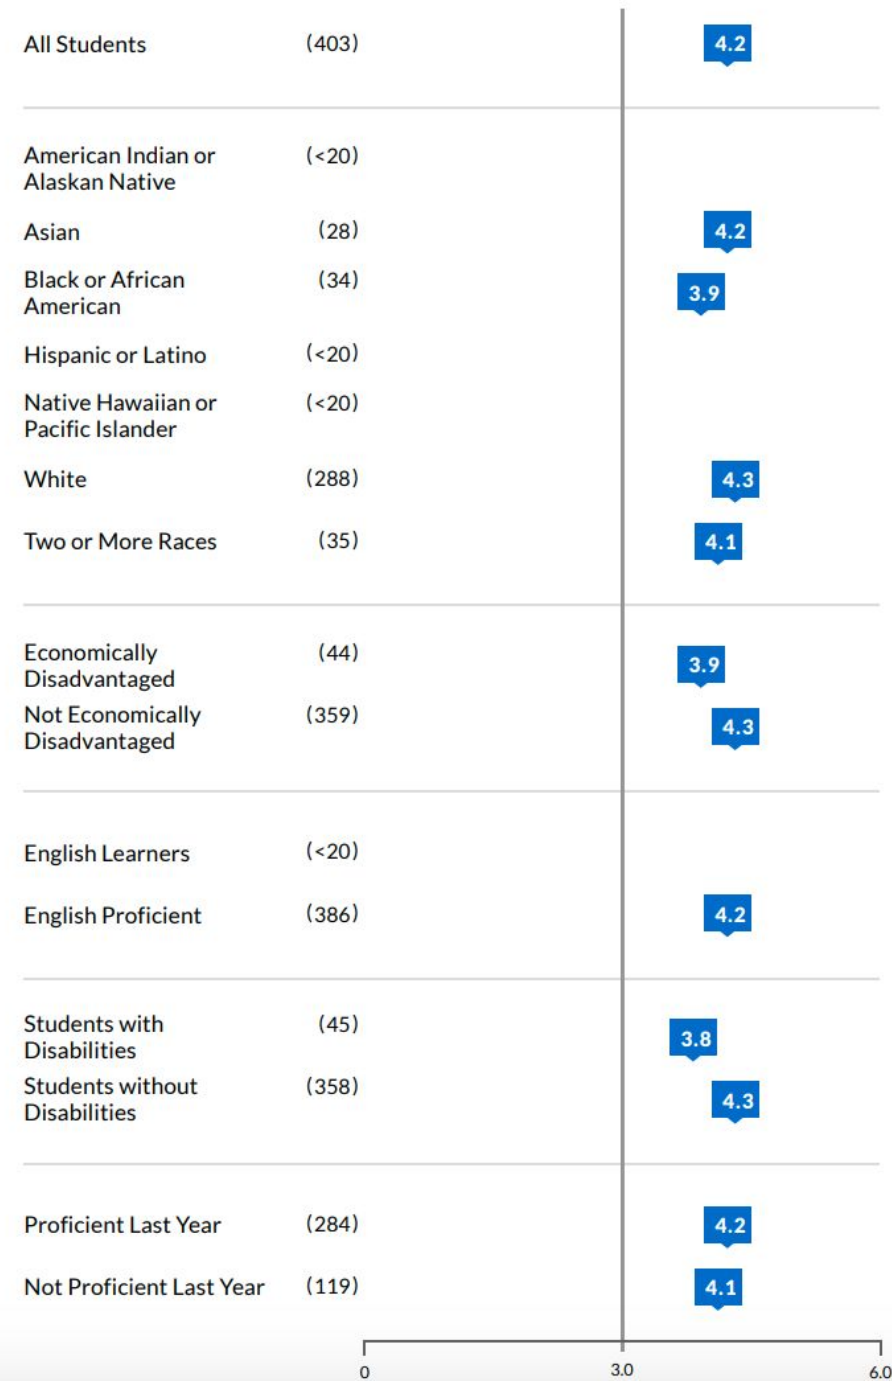 All Students (403) 4.2
American Indian or (<20)
Alaskan Native
Asian (28) 4.2
Black or African (34) 3.9
American
Hispanic or Latino (<20)
Native Hawaiian or (<20)
Pacific Islander
White (288) 4.3
Two or More Races (35) 4.1
Economically (44) 3.9
Disadvantaged
Not Economically (359) 4.3
Disadvantaged
English Learners (<20)
English Proficient (386) 4.2
Students with (45) 3.8
Disabilities
Students without (358) 4.3
Disabilities
Proficient Last Year (284) 4.2
Not Proficient Last Year (119) 4.1
0 3.0 6.0